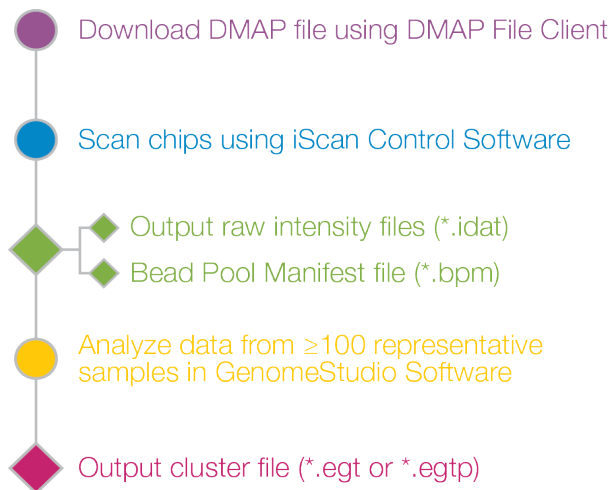 Download DMAP file using DMAP File Client
Scan chips using iScan Control Software
Output raw intensity files (*.idat)
Bead Pool Manifest file (*.bpm)
Analyze data from ≥100 representative
samples in GenomeStudio Software
Output cluster file (*.egt or *.egtp)